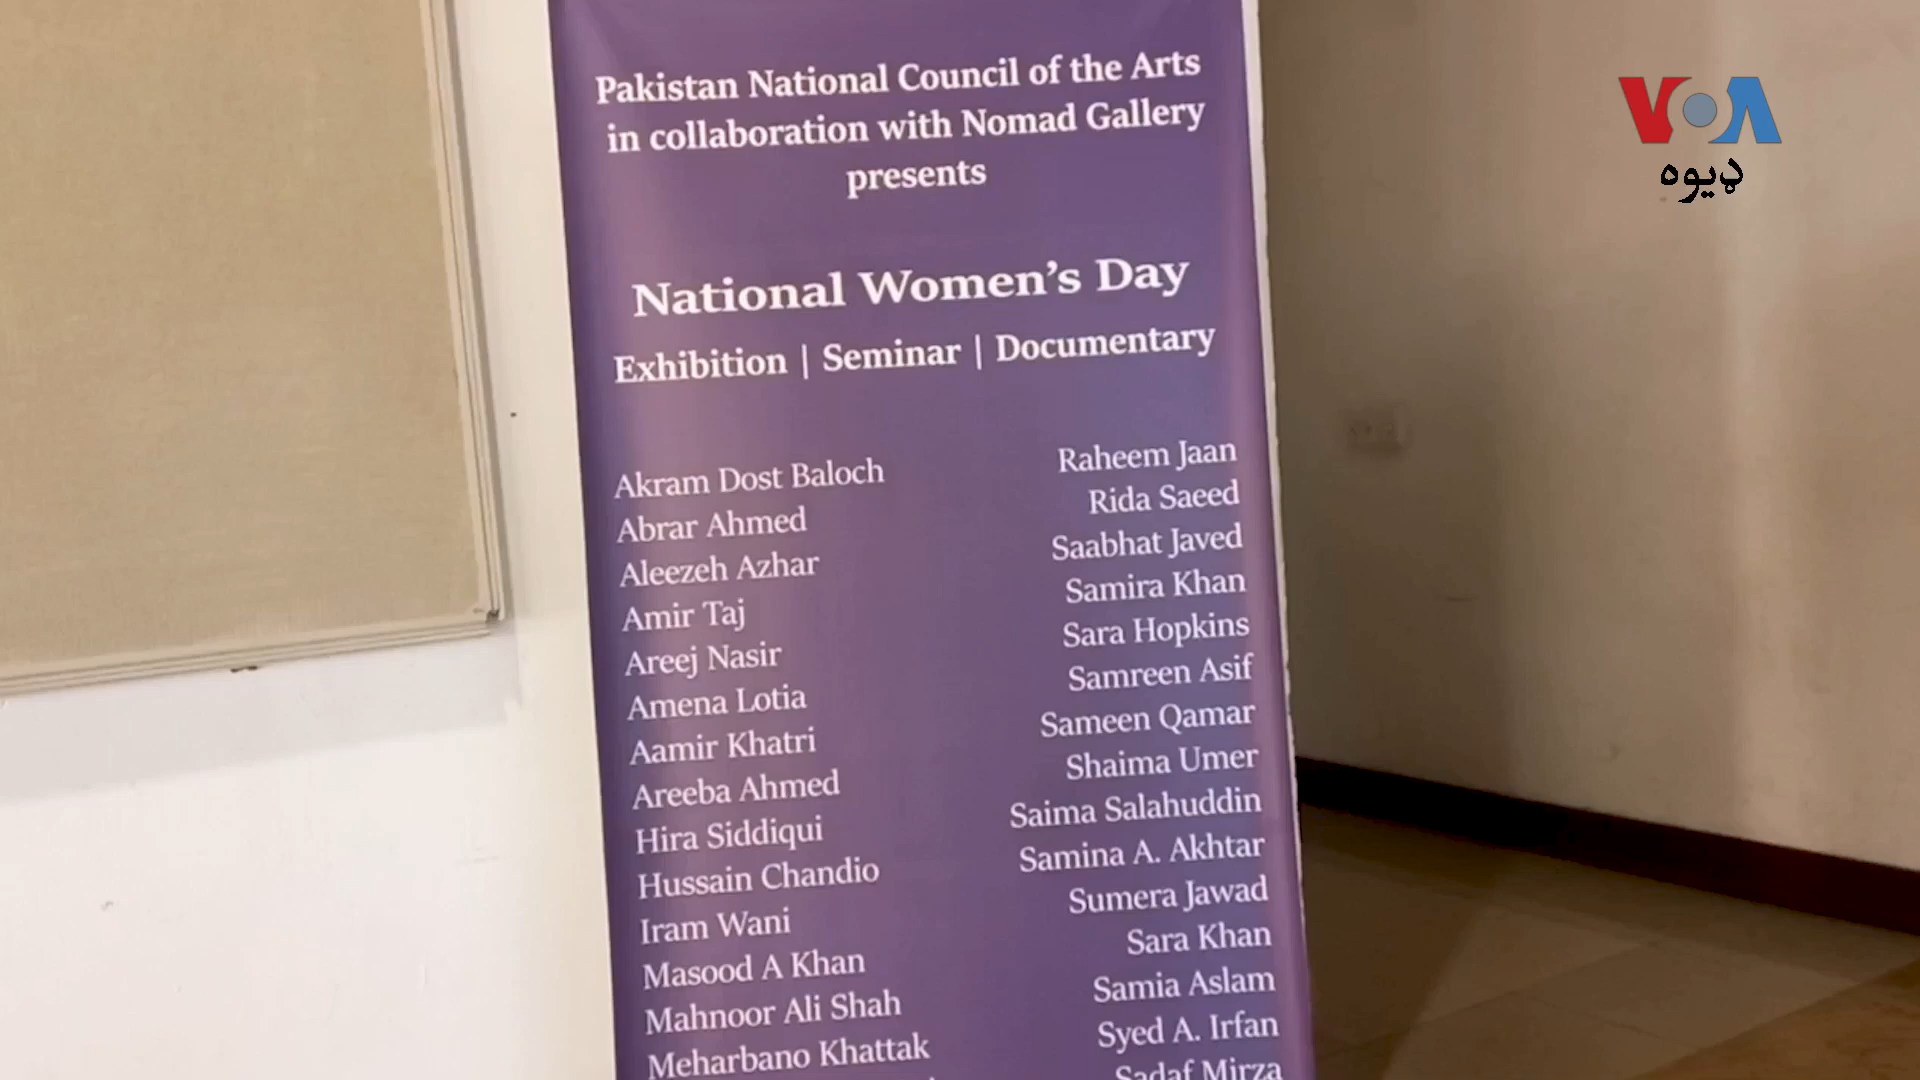 Pakistan National Council of the Arts
in collaboration with Nomad Gallery
presents
National Women's Day
Exhibition | Seminar | Documentary
Akram Dost Baloch
Abrar Ahmed
Aleezeh Azhar
Amir Taj
Areej Nasir
Amena Lotia
Aamir Khatri
Areeba Ahmed
Hira Siddiqui
Hussain Chandio
Iram Wani
Masood A Khan
Mahnoor Ali Shah
Meharbano Khattak
Raheem Jaan
Rida Saeed
Saabhat Javed
Samira Khan
Sara Hopkins
Samreen Asif
Sameen Qamar
Shaima Umer
Saima Salahuddin
Samina A. Akhtar
Sumera Jawad
Sara Khan
Samia Aslam
Syed A. Irfan
Sadaf Mirza
VOA
ډیوه